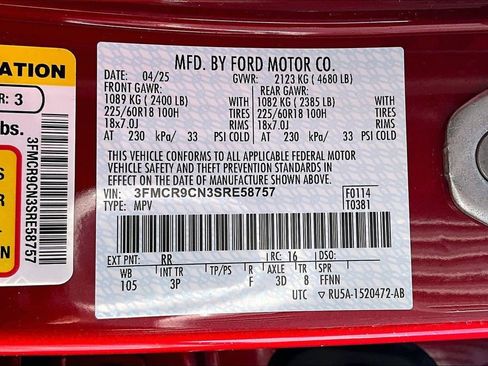 ATION
R: 3
lbs.
3FMCR9CN3SRE58757
MFD. BY FORD MOTOR CO.
DATE: 04/25 GVWR: 2123 KG ( 4680 LB)
FRONT GAWR: REAR GAWR:
1089 KG ( 2400 LB) 1082 KG ( 2385 LB)
225/60R18 100H TIRES 225/60R18 100H TIRES
18x7.0J RIMS 18x7.0J RIMS
AT 230 kPa/ 33 PSI COLD AT 230 kPa/ 33 PSI COLD
THIS VEHICLE CONFORMS TO ALL APPLICABLE FEDERAL MOTOR
VEHICLE SAFETY AND THEFT PREVENTION STANDARDS IN EFFECT
ON THE DATE OF MANUFACTURE SHOWN ABOVE.
VIN: 3FMCR9CN3SRE58757 F0114
TYPE: MPV T0381
EXT PNT: RR RC: 16 DSO:
WB INT TR TP/PS R AXLE TR SPR
105 3P F 3D 8 FFNN
UTC RU5A-1520472-AB